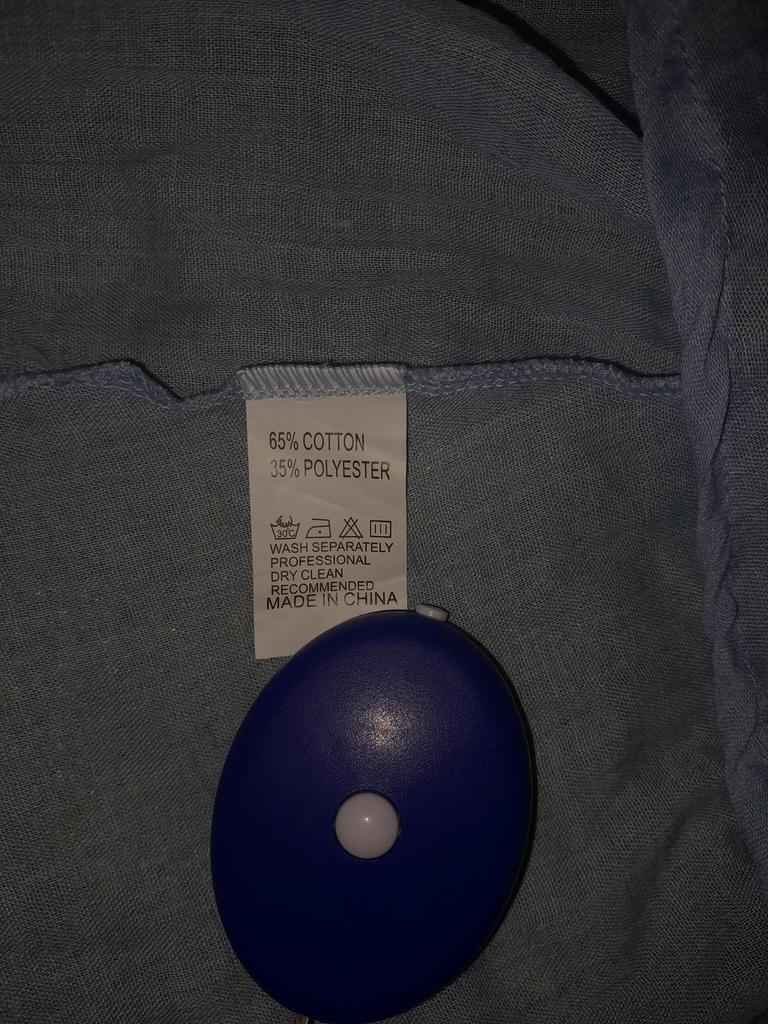 65% COTTON
35% POLYESTER
30°C
WASH SEPARATELY
PROFESSIONAL
DRY CLEAN
RECOMMENDED
MADE IN CHINA